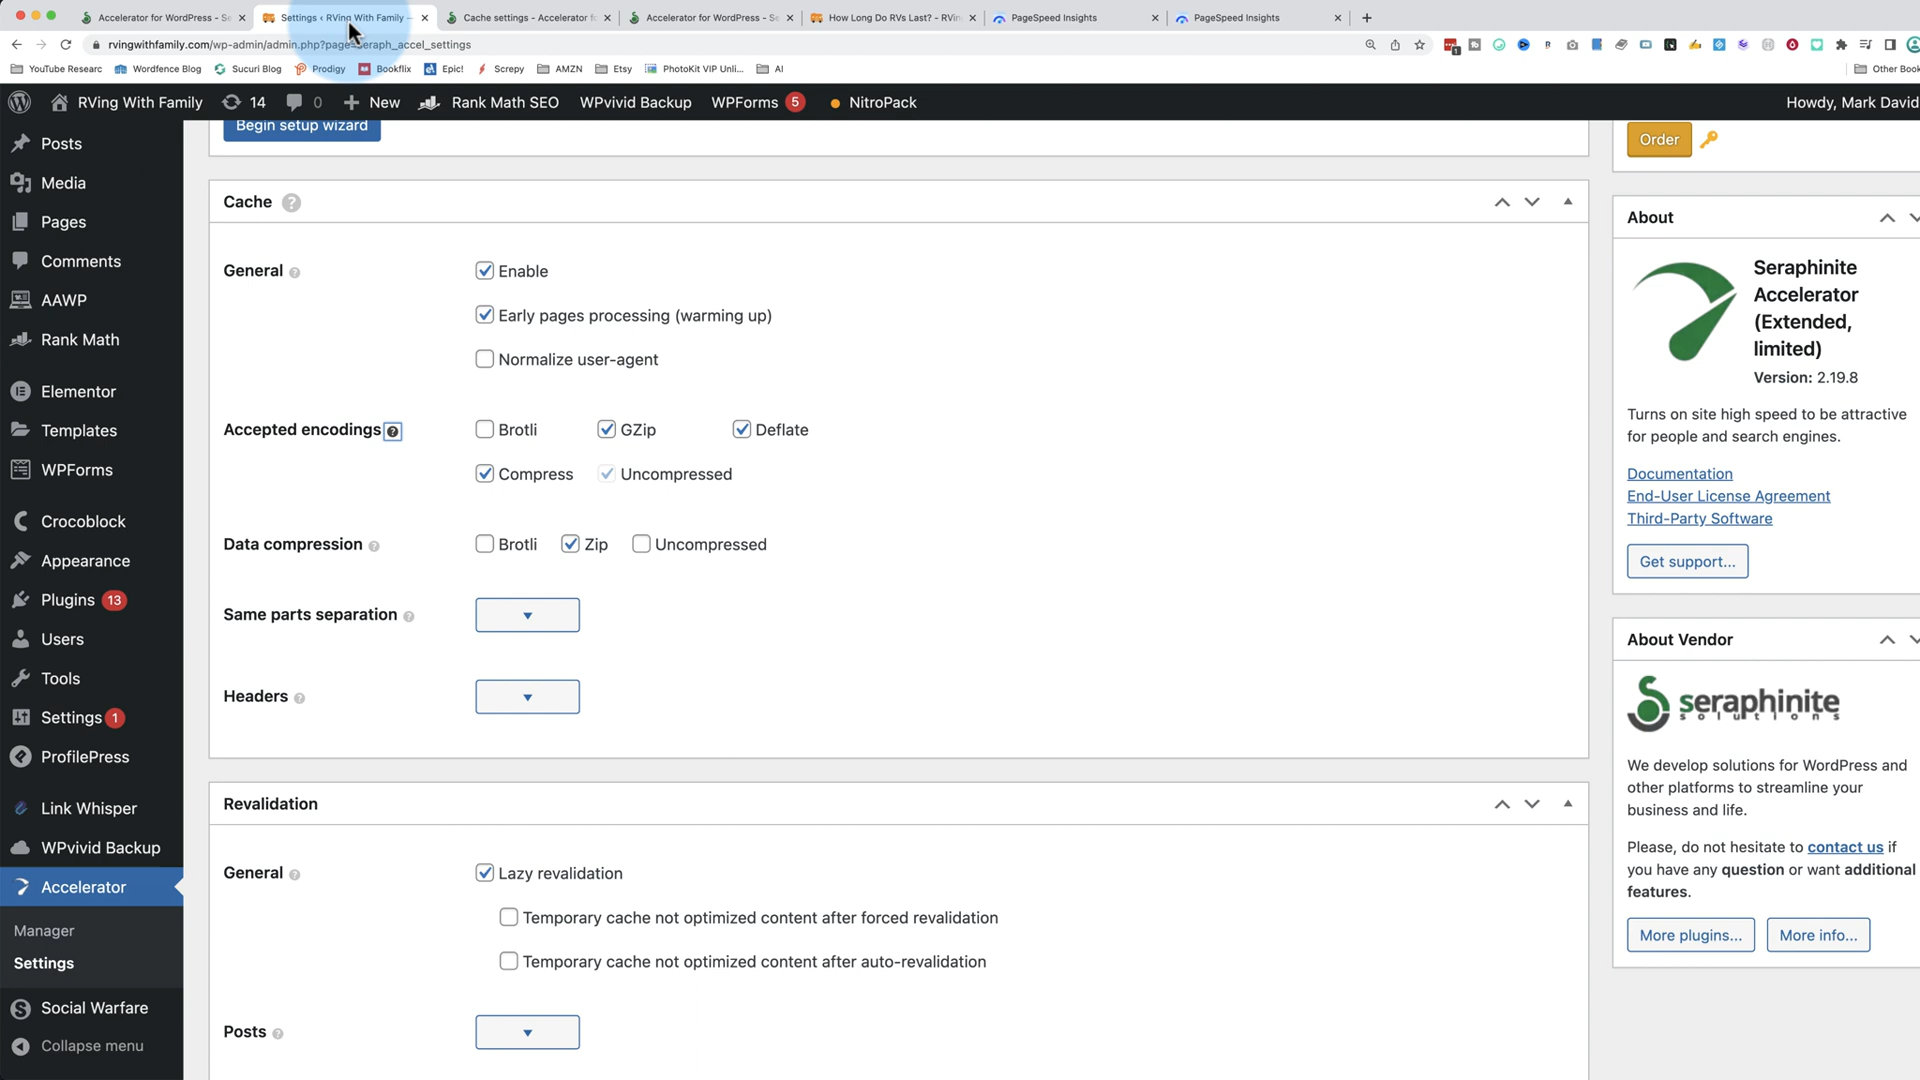 Accelerator for WordPress - Se
Settings ‹ RVing With Family —
Cache settings - Accelerator fo
Accelerator for WordPress - Se
How Long Do RVs Last? - RVin
PageSpeed Insights
PageSpeed Insights
rvingwithfamily.com/wp-admin/admin.php?page=seraph_accel_settings
YouTube Researc
Wordfence Blog
Sucuri Blog
Prodigy
Bookflix
Epic!
Screpy
AMZN
Etsy
PhotoKit VIP Unli...
AI
Other Book
RVing With Family
14
0
New
Rank Math SEO
WPvivid Backup
WPForms 5
NitroPack
Howdy, Mark David
Posts
Media
Pages
Comments
AAWP
Rank Math
Elementor
Templates
WPForms
Crocoblock
Appearance
Plugins 13
Users
Tools
Settings 1
ProfilePress
Link Whisper
WPvivid Backup
Accelerator
Manager
Settings
Social Warfare
Collapse menu
Begin setup wizard
Cache ?
General ?
Enable
Early pages processing (warming up)
Normalize user-agent
Accepted encodings ?
Brotli
GZip
Deflate
Compress
Uncompressed
Data compression ?
Brotli
Zip
Uncompressed
Same parts separation ?
Headers ?
Revalidation
General ?
Lazy revalidation
Temporary cache not optimized content after forced revalidation
Temporary cache not optimized content after auto-revalidation
Posts ?
Order
About
Seraphinite
Accelerator
(Extended,
limited)
Version: 2.19.8
Turns on site high speed to be attractive
for people and search engines.
Documentation
End-User License Agreement
Third-Party Software
Get support...
About Vendor
seraphinite
solutions
We develop solutions for WordPress and
other platforms to streamline your
business and life.
Please, do not hesitate to contact us if
you have any question or want additional
features.
More plugins...
More info...